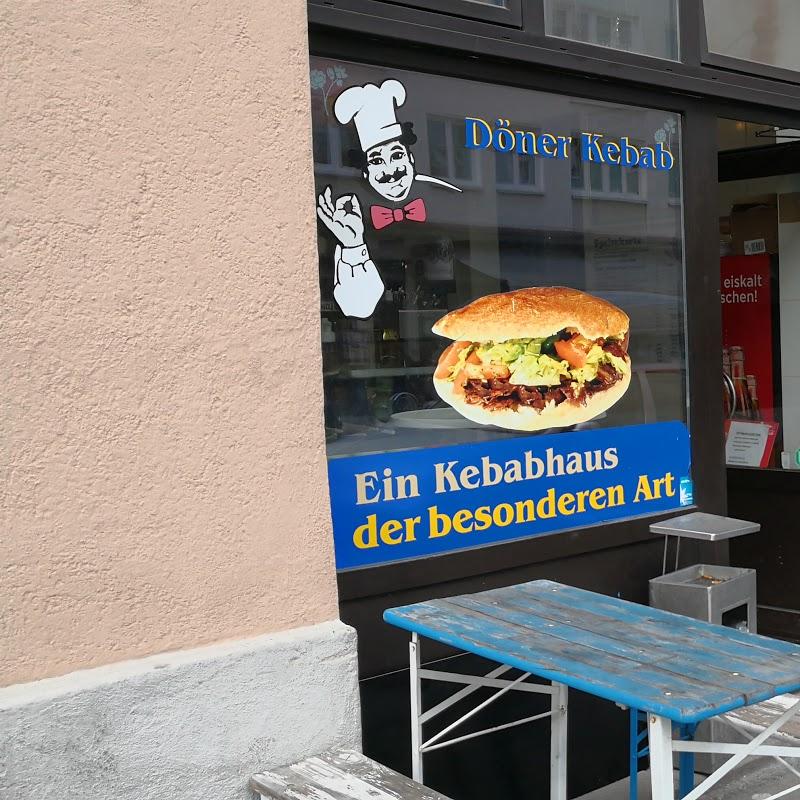 Döner Kebab
eiskalt
schen!
Ein Kebabhaus
der besonderen Art